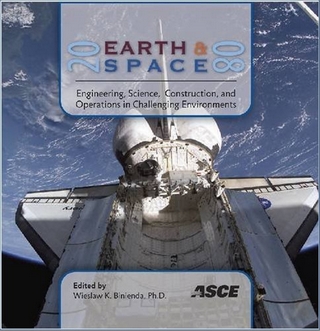 20 EARTH & 08
SPACE
Engineering, Science, Construction, and
Operations in Challenging Environments
Edited by
Wieslaw K. Binienda, Ph.D.
ASCE